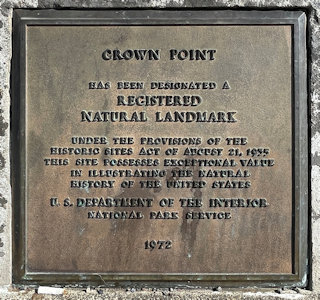 CROWN POINT
HAS BEEN DESIGNATED A
REGISTERED
NATURAL LANDMARK
UNDER THE PROVISIONS OF THE
HISTORIC SITES ACT OF AUGUST 21, 1935
THIS SITE POSSESSES EXCEPTIONAL VALUE
IN ILLUSTRATING THE NATURAL
HISTORY OF THE UNITED STATES
U.S. DEPARTMENT OF THE INTERIOR
NATIONAL PARK SERVICE
1972